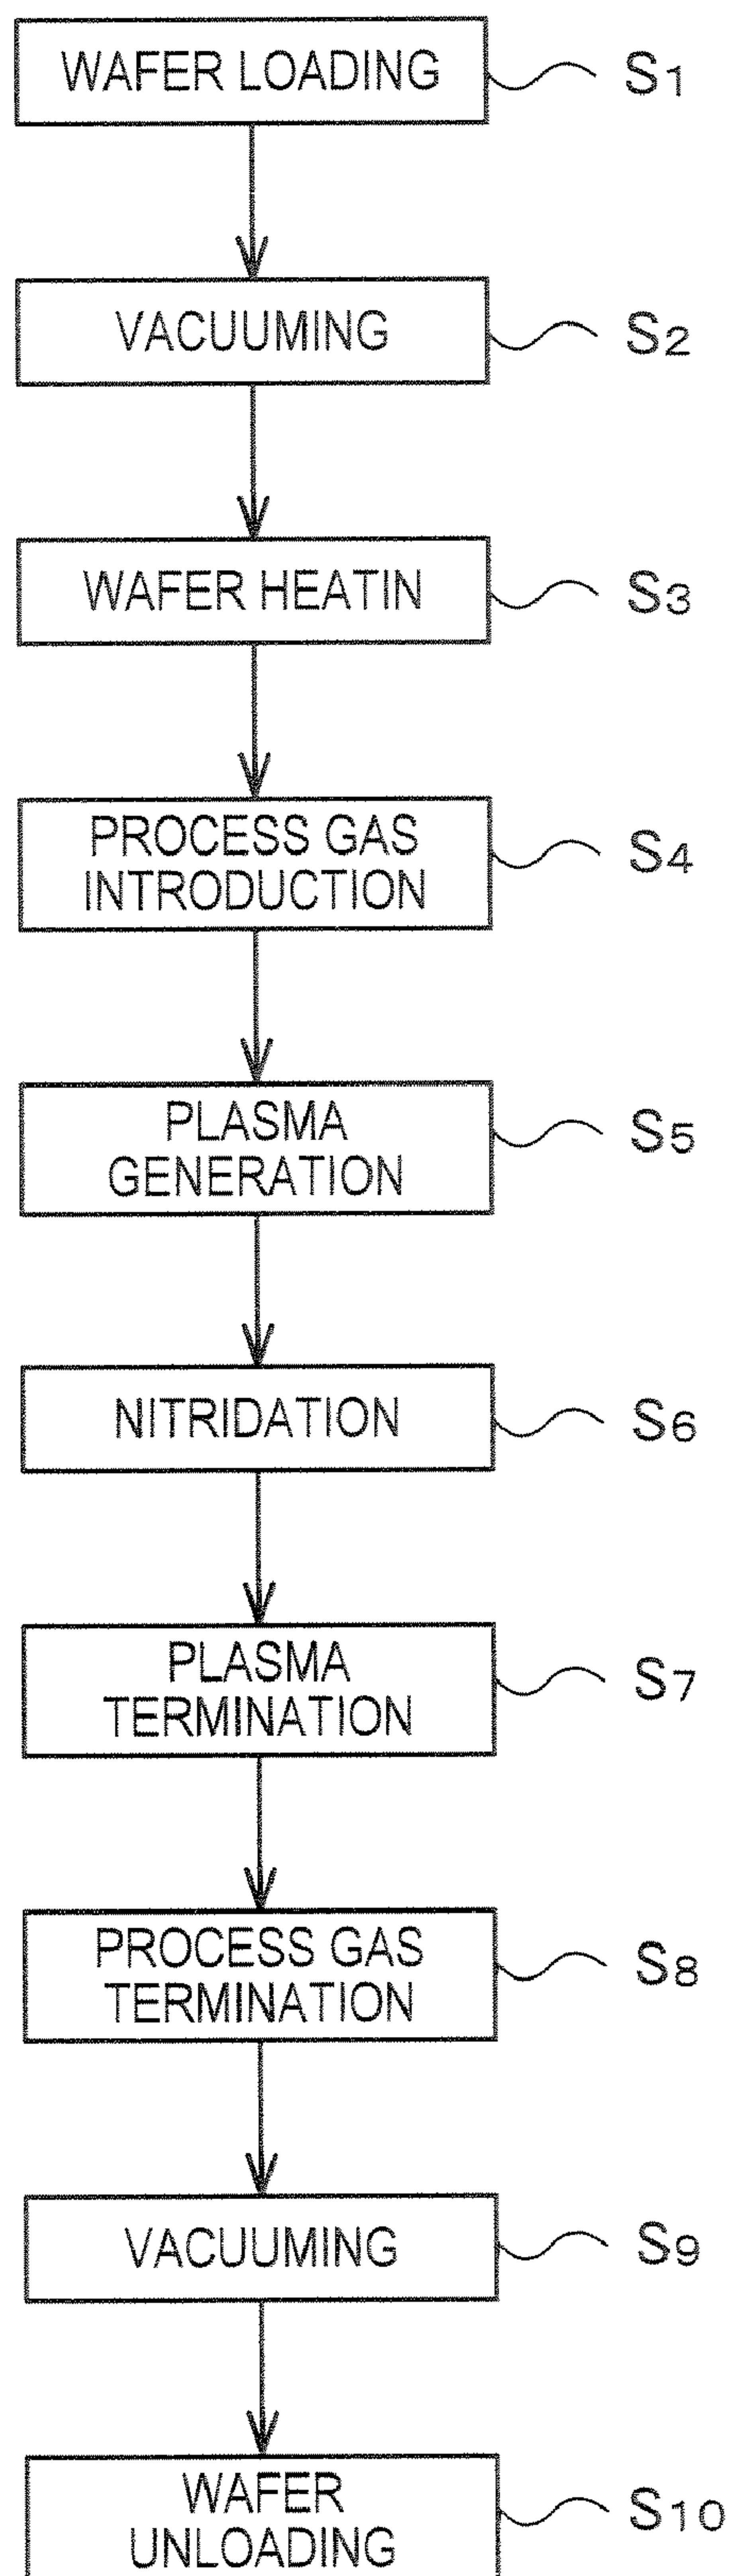 WAFER LOADING S1
VACUUMING S2
WAFER HEATIN S3
PROCESS GAS
INTRODUCTION S4
PLASMA
GENERATION S5
NITRIDATION S6
PLASMA
TERMINATION S7
PROCESS GAS
TERMINATION S8
VACUUMING S9
WAFER
UNLOADING S10